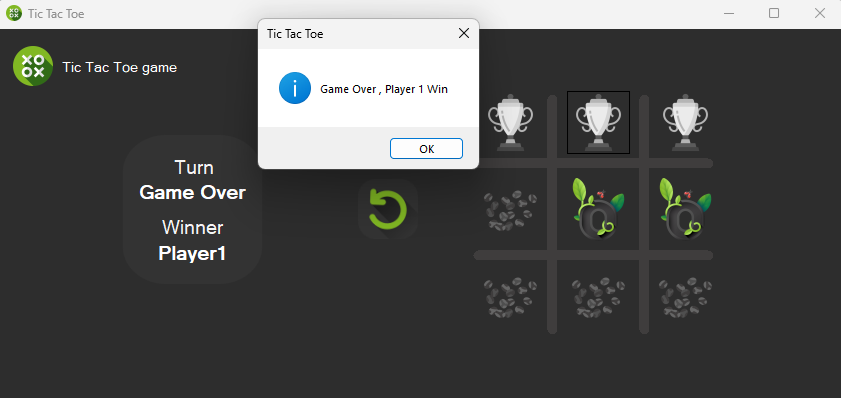 Tic Tac Toe
Tic Tac Toe
XO
OX
Tic Tac Toe game
Game Over , Player 1 Win
OK
Turn
Game Over
Winner
Player1
O
O